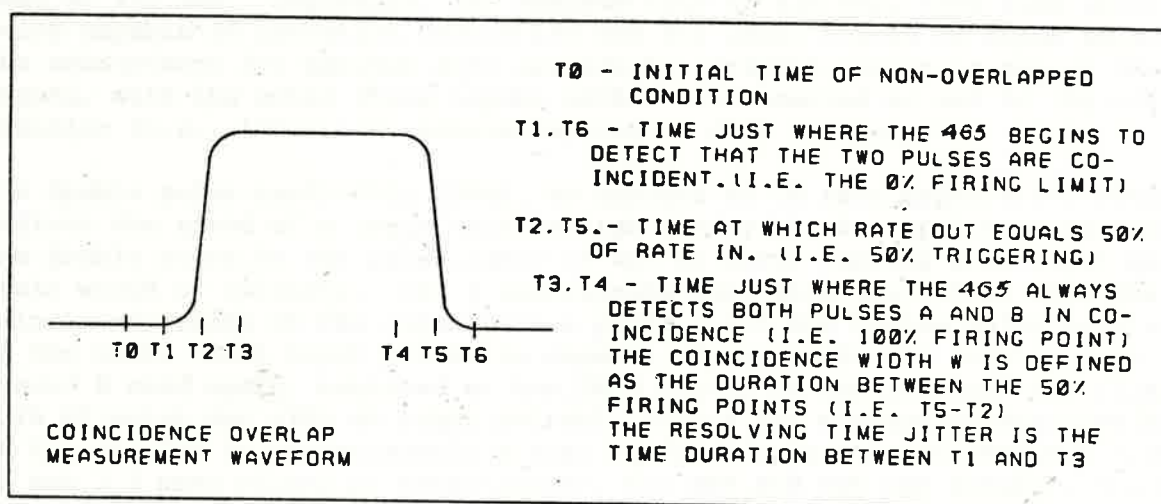 T0 - INITIAL TIME OF NON-OVERLAPPED
CONDITION
T1.T6 - TIME JUST WHERE THE 465 BEGINS TO
DETECT THAT THE TWO PULSES ARE CO-
INCIDENT.(I.E. THE 0% FIRING LIMIT)
T2.T5.- TIME AT WHICH RATE OUT EQUALS 50%
OF RATE IN. (I.E. 50% TRIGGERING)
T3.T4 - TIME JUST WHERE THE 465 ALWAYS
DETECTS BOTH PULSES A AND B IN CO-
INCIDENCE (I.E. 100% FIRING POINT)
THE COINCIDENCE WIDTH W IS DEFINED
AS THE DURATION BETWEEN THE 50%
FIRING POINTS (I.E. T5-T2)
THE RESOLVING TIME JITTER IS THE
TIME DURATION BETWEEN T1 AND T3
T0 T1 T2 T3 T4 T5 T6
COINCIDENCE OVERLAP
MEASUREMENT WAVEFORM